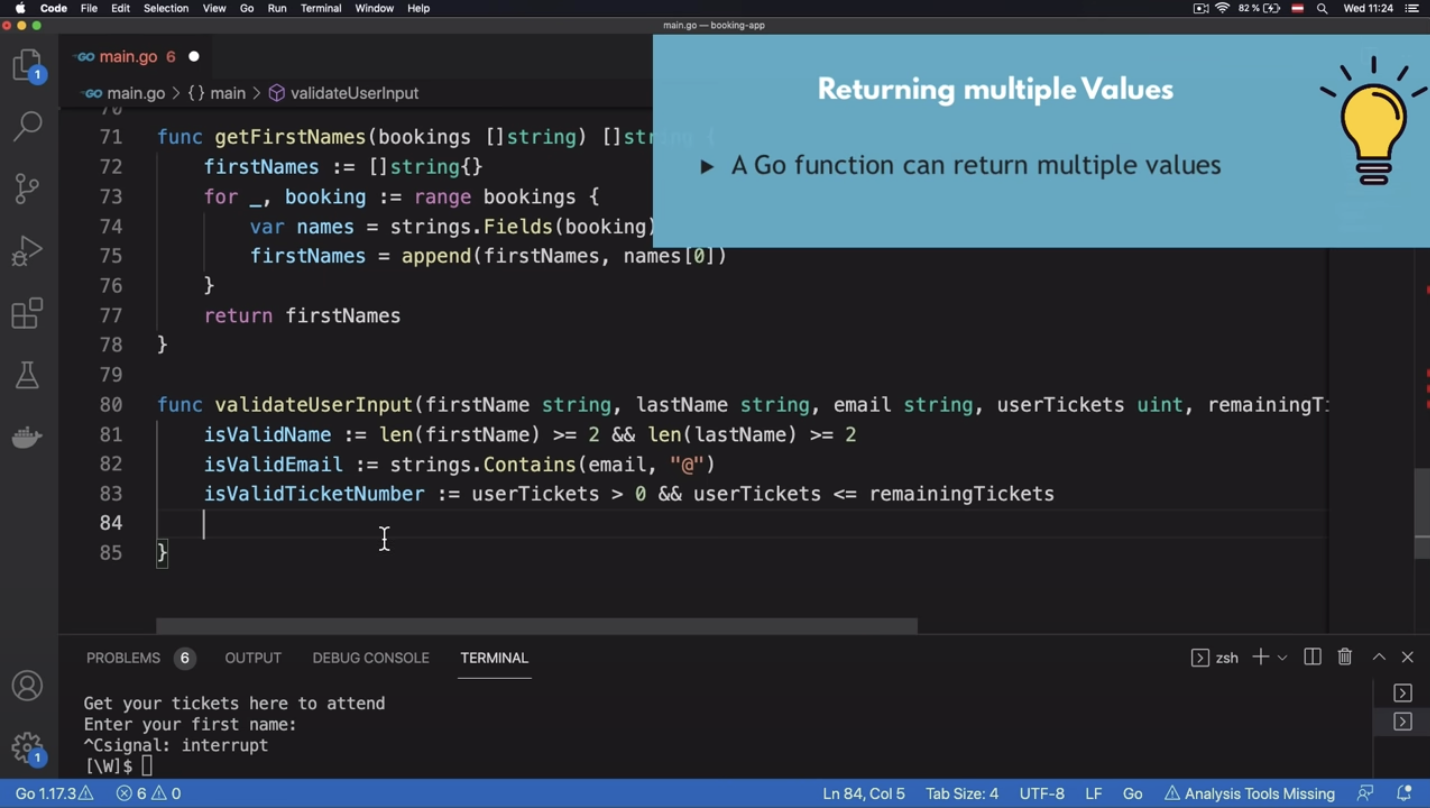 Code File Edit Selection View Go Run Terminal Window Help 82 % Wed 11:24
main.go — booking-app
GO main.go 6
GO main.go > {} main > validateUserInput
Returning multiple Values
A Go function can return multiple values
70
71 func getFirstNames(bookings []string) []string {
72 firstNames := []string{}
73 for _, booking := range bookings {
74 var names = strings.Fields(booking)
75 firstNames = append(firstNames, names[0])
76 }
77 return firstNames
78 }
79
80 func validateUserInput(firstName string, lastName string, email string, userTickets uint, remainingT
81 isValidName := len(firstName) >= 2 && len(lastName) >= 2
82 isValidEmail := strings.Contains(email, "@")
83 isValidTicketNumber := userTickets > 0 && userTickets <= remainingTickets
84
85 }
1
PROBLEMS 6 OUTPUT DEBUG CONSOLE TERMINAL zsh
Get your tickets here to attend
Enter your first name:
^Csignal: interrupt
[\W]$
1
Go 1.17.3 6 0 Ln 84, Col 5 Tab Size: 4 UTF-8 LF Go Analysis Tools Missing